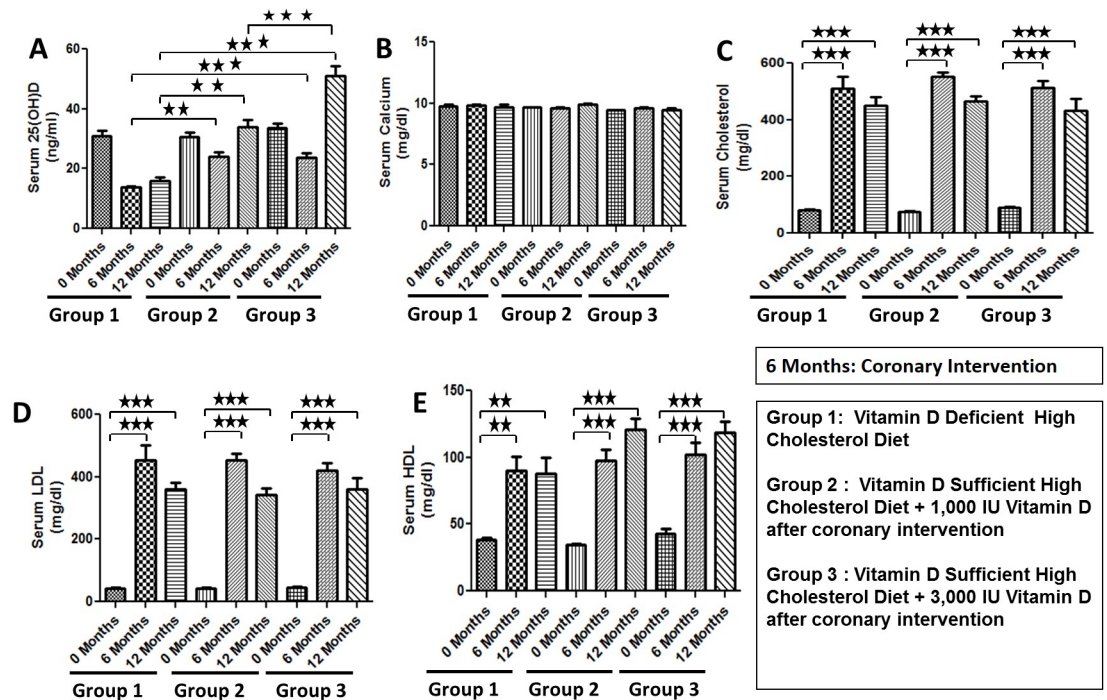 A
Serum 25(OH)D
(ng/ml)
60
40
20
0
★★★
★★★
★★★
★★
★★
0 Months
6 Months
12 Months
0 Months
6 Months
12 Months
0 Months
6 Months
12 Months
Group 1
Group 2
Group 3
B
Serum Calcium
(mg/dl)
15
10
5
0
0 Months
6 Months
12 Months
0 Months
6 Months
12 Months
0 Months
6 Months
12 Months
Group 1
Group 2
Group 3
C
Serum Cholesterol
(mg/dl)
600
400
200
0
★★★
★★★
★★★
★★★
★★★
★★★
0 Months
6 Months
12 Months
0 Months
6 Months
12 Months
0 Months
6 Months
12 Months
Group 1
Group 2
Group 3
D
Serum LDL
(mg/dl)
600
400
200
0
★★★
★★★
★★★
★★★
★★★
★★★
0 Months
6 Months
12 Months
0 Months
6 Months
12 Months
0 Months
6 Months
12 Months
Group 1
Group 2
Group 3
E
Serum HDL
(mg/dl)
150
100
50
0
★★
★★
★★★
★★★
★★★
★★★
0 Months
6 Months
12 Months
0 Months
6 Months
12 Months
0 Months
6 Months
12 Months
Group 1
Group 2
Group 3
6 Months: Coronary Intervention
Group 1: Vitamin D Deficient High
Cholesterol Diet
Group 2 : Vitamin D Sufficient High
Cholesterol Diet + 1,000 IU Vitamin D
after coronary intervention
Group 3 : Vitamin D Sufficient High
Cholesterol Diet + 3,000 IU Vitamin D
after coronary intervention